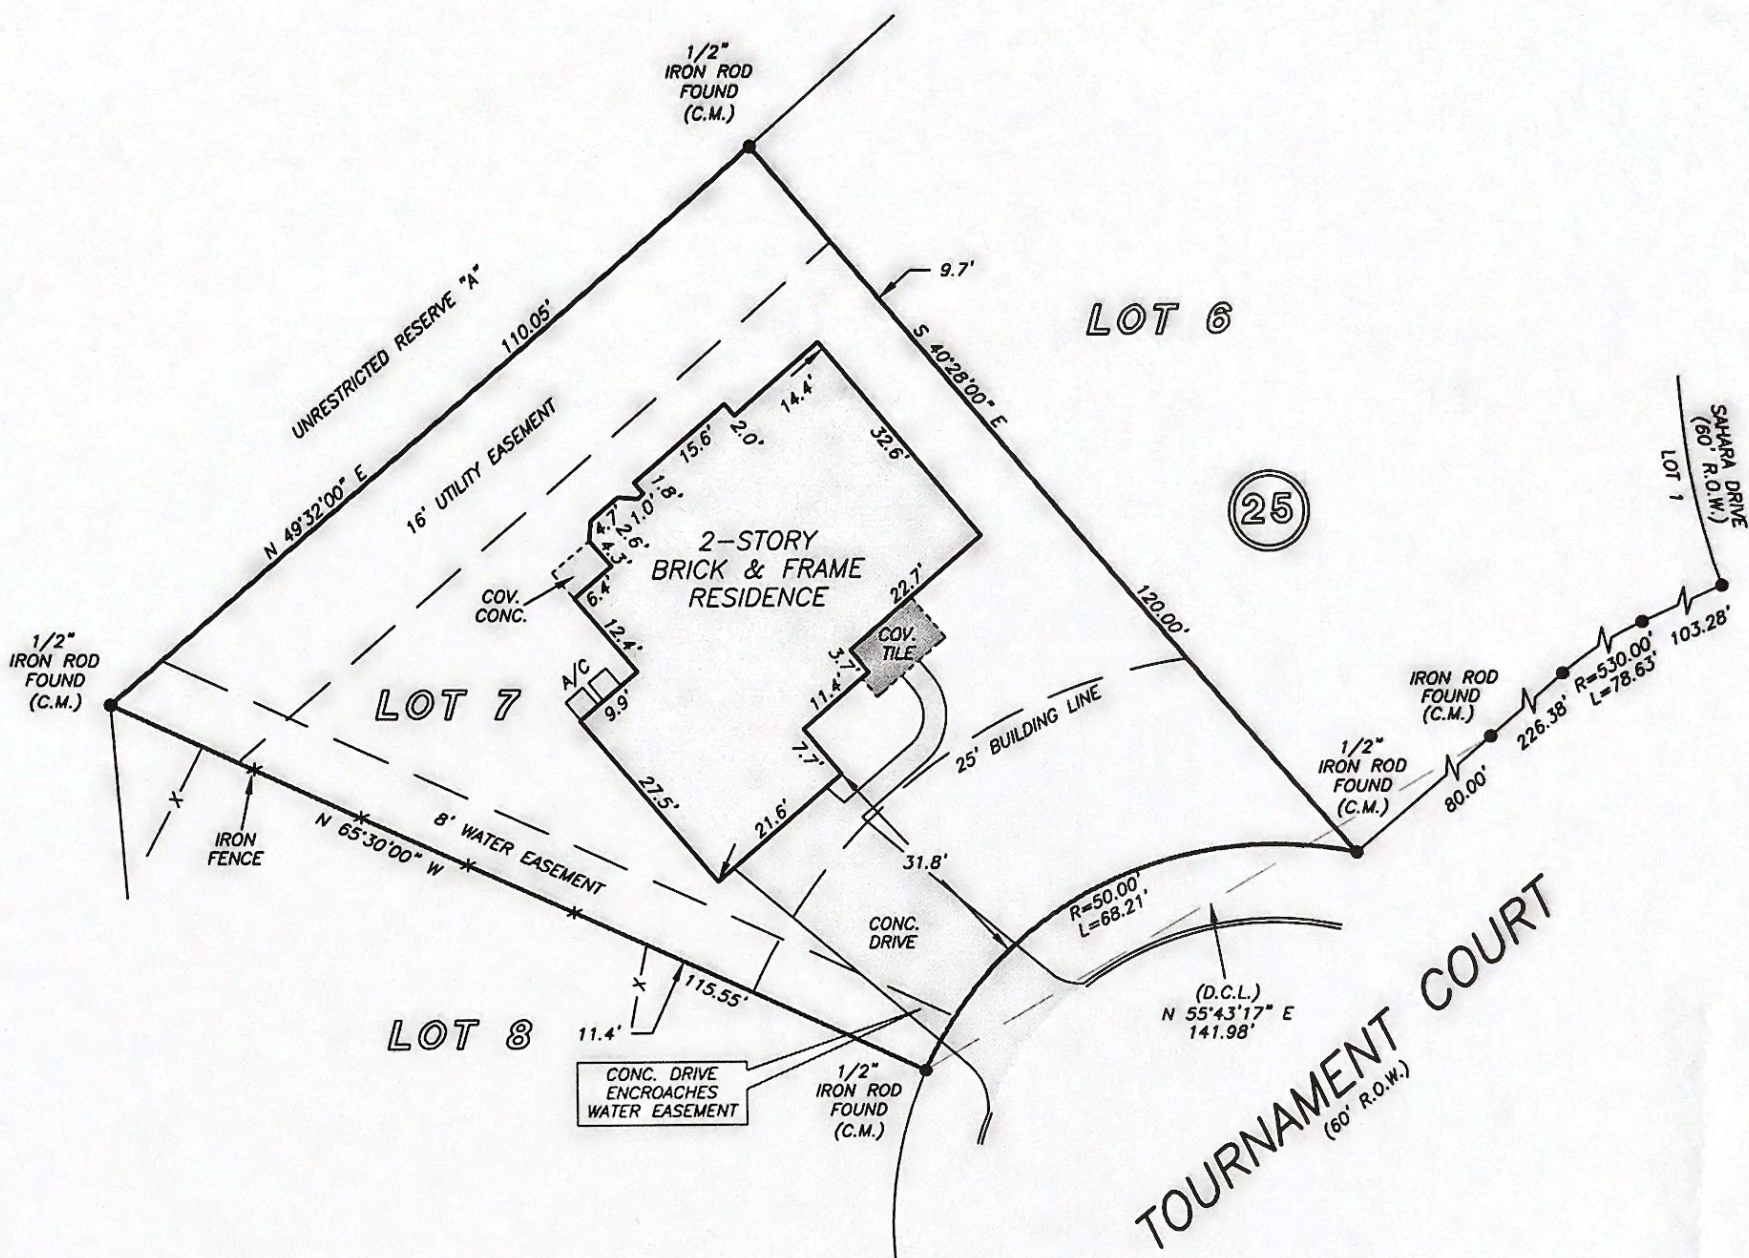 1/2"
IRON ROD
FOUND
(C.M.)
UNRESTRICTED RESERVE "A"
110.05'
N 49°32'00" E
16' UTILITY EASEMENT
9.7'
S 40°28'00" E
120.00'
LOT 6
25
SAHARA DRIVE
(60' R.O.W.)
LOT 1
14.4'
2.0'
15.6'
1.8'
1.0'
2.6'
4.7'
4.3'
6.4'
12.4'
9.9'
27.5'
21.6'
7.7'
11.4'
3.7'
22.7'
32.6'
2-STORY
BRICK & FRAME
RESIDENCE
COV.
CONC.
COV.
TILE
A/C
LOT 7
1/2"
IRON ROD
FOUND
(C.M.)
IRON
FENCE
X
N 65°30'00" W
8' WATER EASEMENT
115.55'
X
11.4'
LOT 8
CONC. DRIVE
ENCROACHES
WATER EASEMENT
1/2"
IRON ROD
FOUND
(C.M.)
CONC.
DRIVE
31.8'
25' BUILDING LINE
R=50.00'
L=68.21'
1/2"
IRON ROD
FOUND
(C.M.)
IRON ROD
FOUND
(C.M.)
80.00'
226.38'
R=530.00'
L=78.63'
103.28'
(D.C.L.)
N 55°43'17" E
141.98'
TOURNAMENT COURT
(60' R.O.W.)